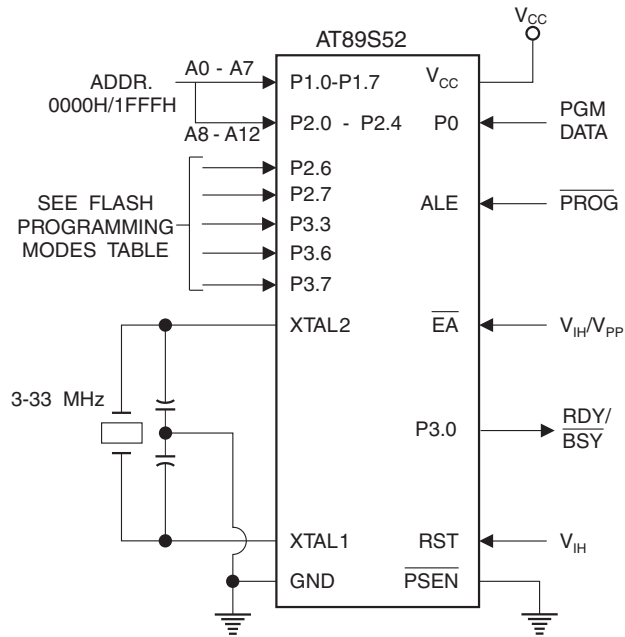 V̅C̅C̅
AT89S52
ADDR.
0000H/1FFFH
A0 - A7
A8 - A12
P1.0-P1.7
P2.0 - P2.4
P2.6
P2.7
P3.3
P3.6
P3.7
SEE FLASH
PROGRAMMING
MODES TABLE
XTAL2
3-33 MHz
XTAL1
GND
VCC
P0
PGM
DATA
ALE
PROG
EA
VIH/VPP
P3.0
RDY/
BSY
RST
VIH
PSEN